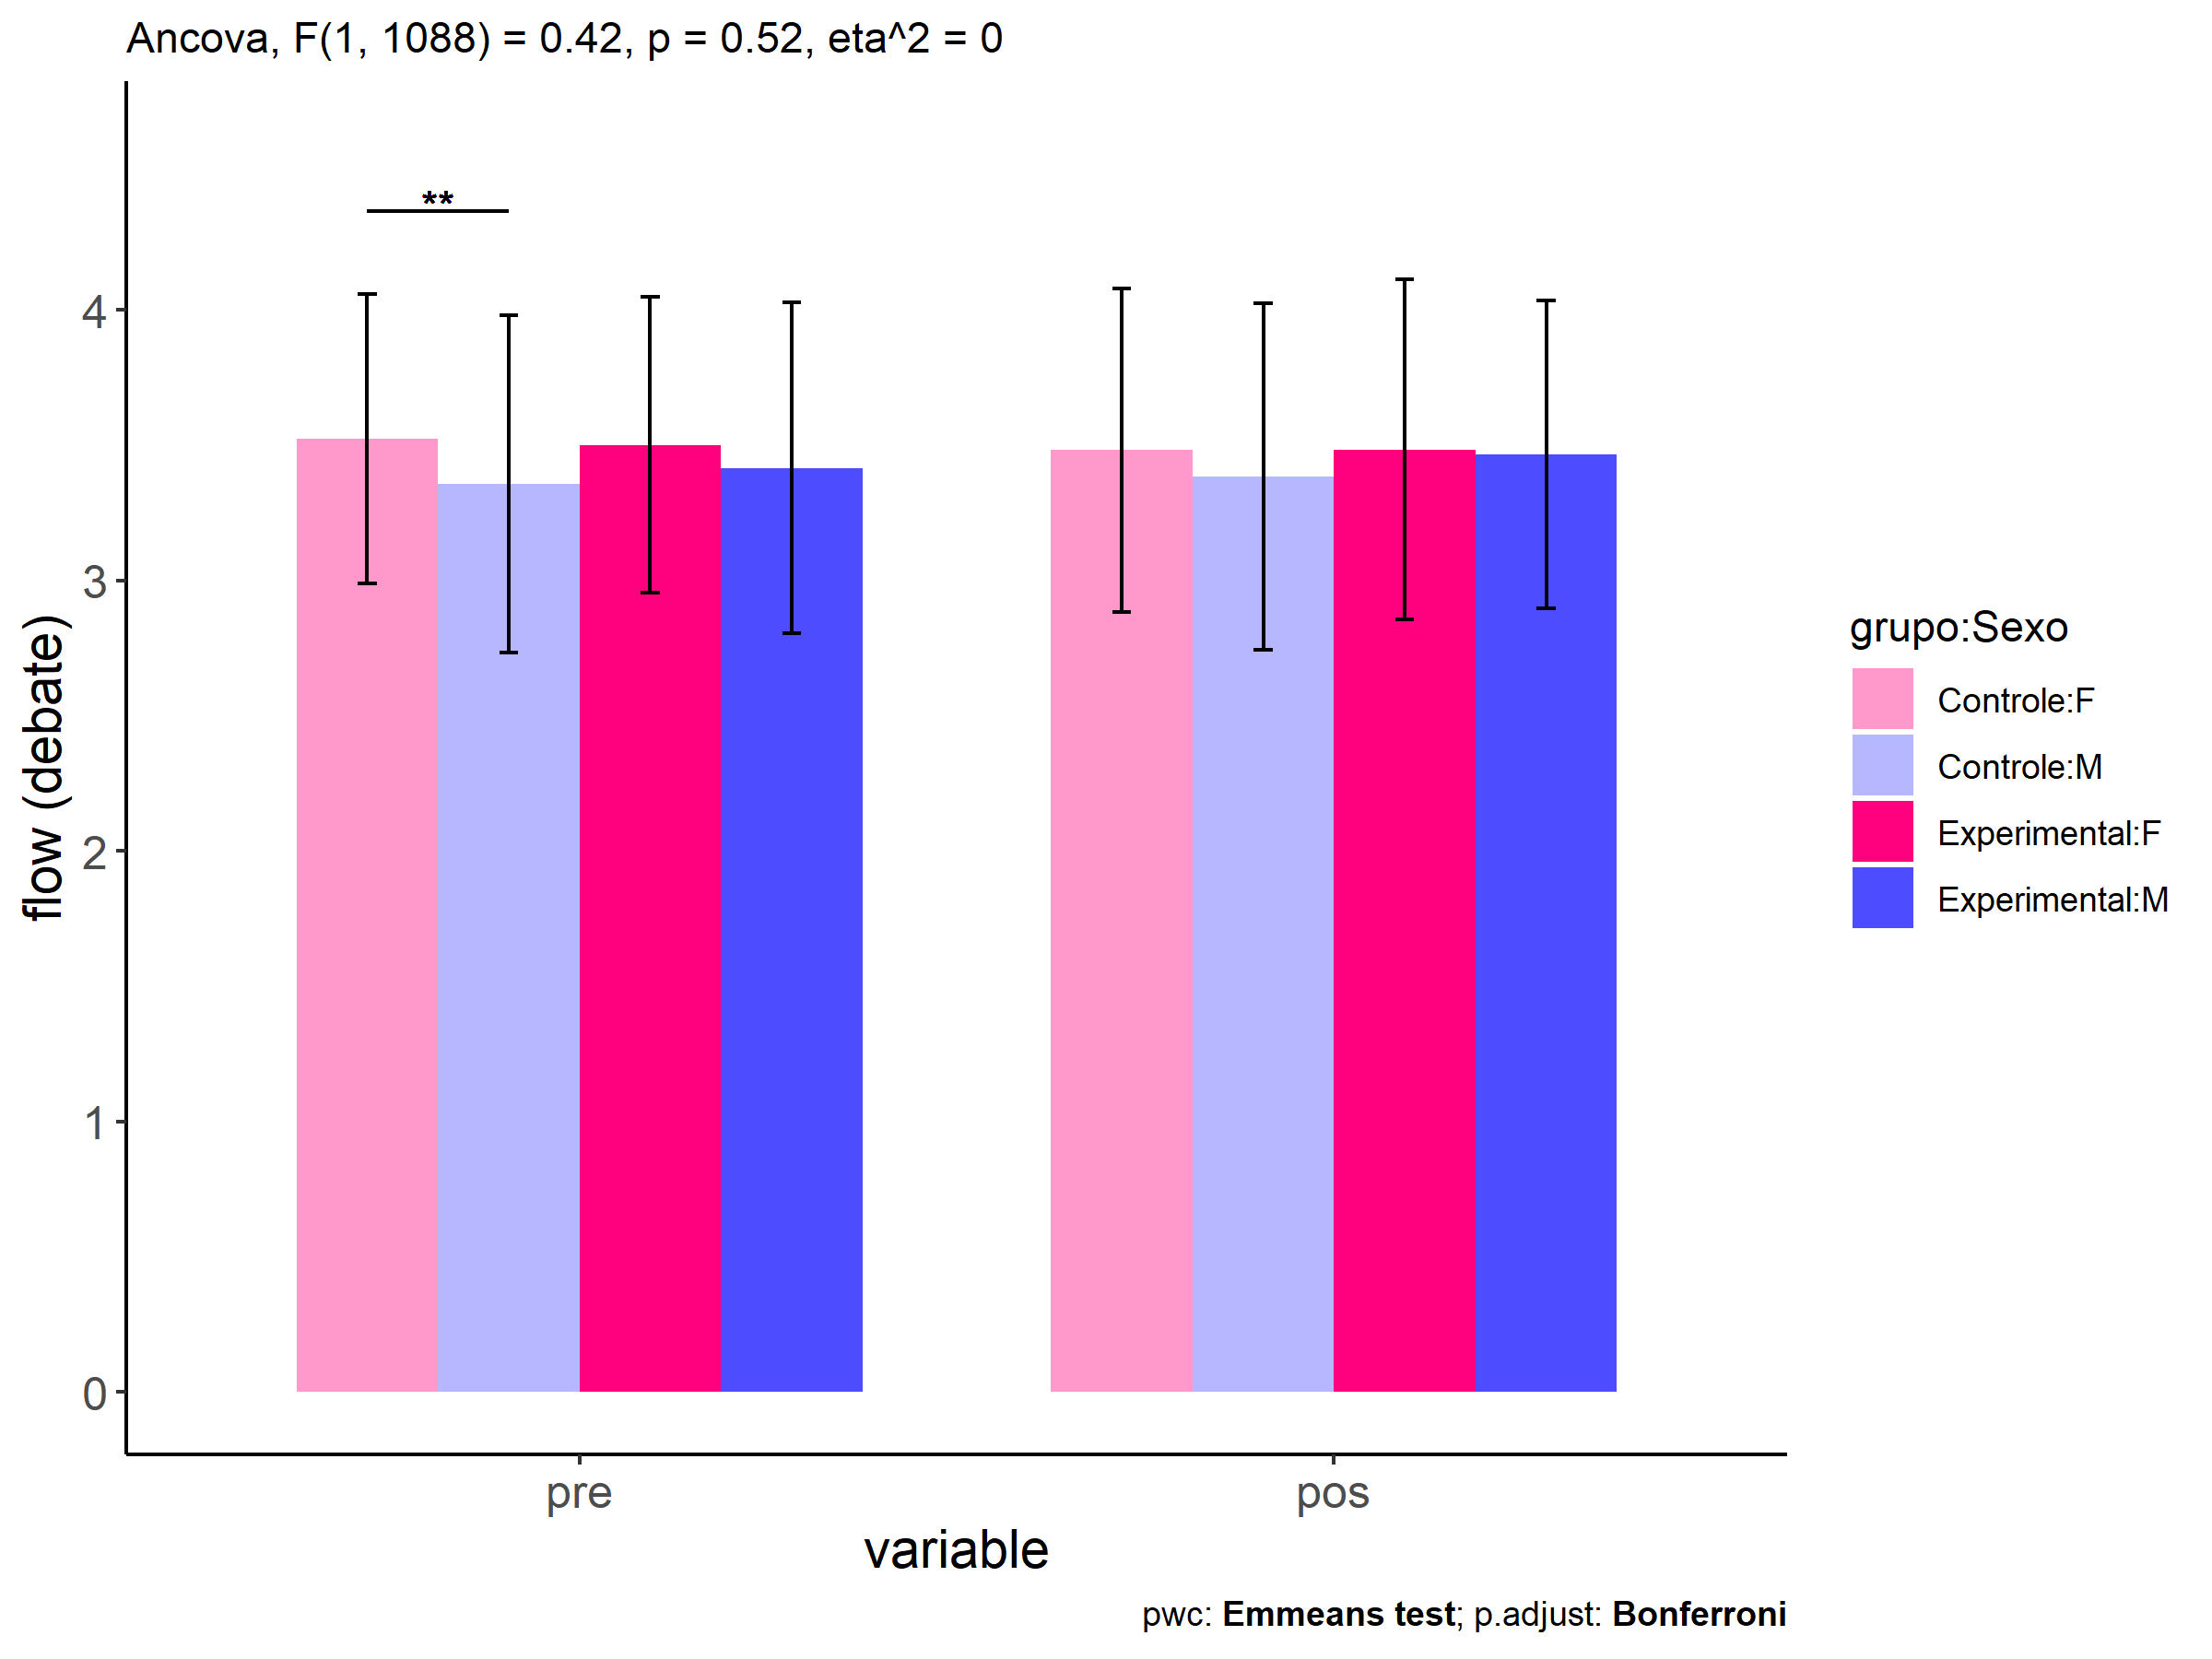 Ancova, F(1, 1088) = 0.42, p = 0.52, eta^2 = 0
**
4
3
2
1
0
flow (debate)
pre
pos
variable
grupo:Sexo
Controle:F
Controle:M
Experimental:F
Experimental:M
pwc: Emmeans test; p.adjust: Bonferroni